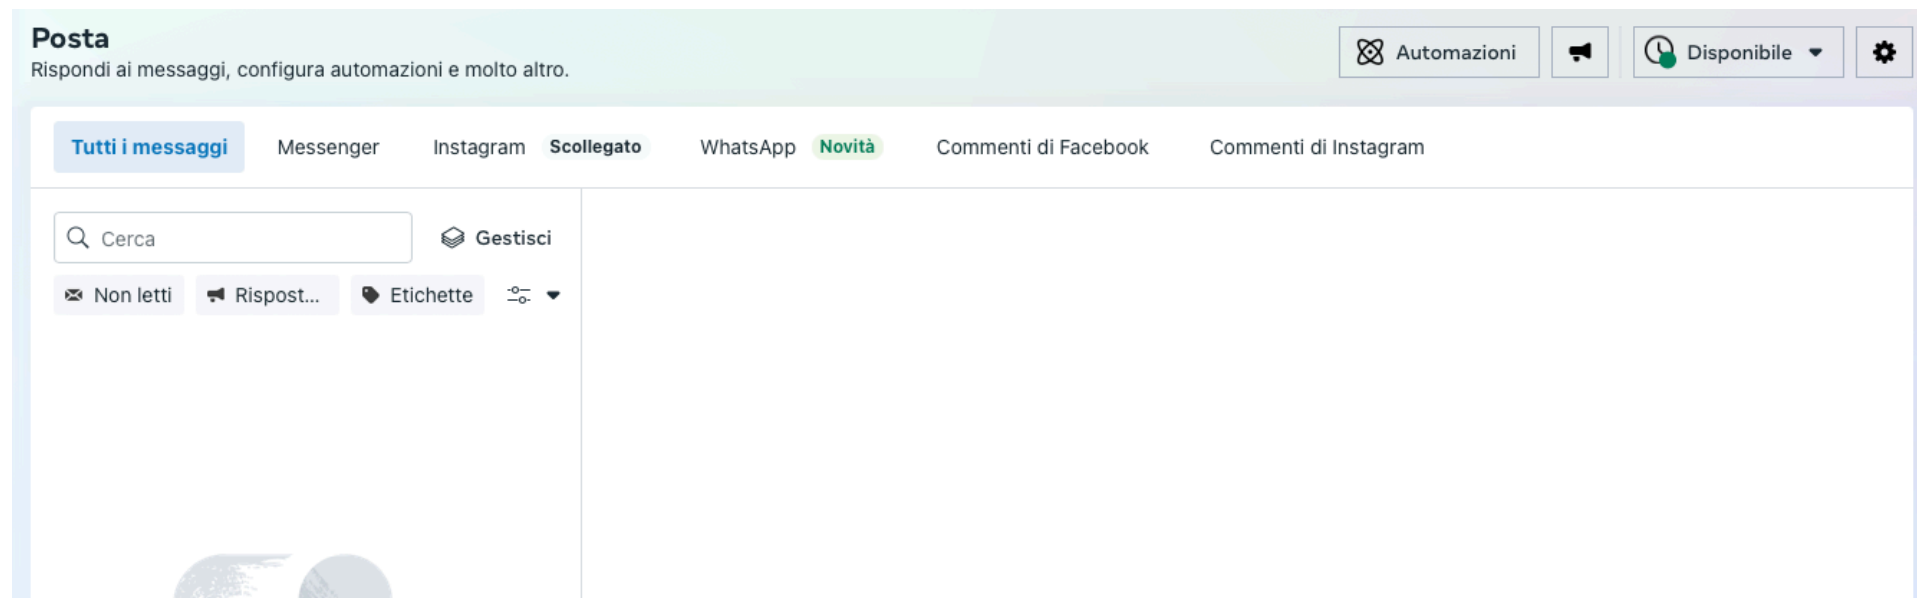 Posta
Rispondi ai messaggi, configura automazioni e molto altro.
Automazioni
Disponibile
Tutti i messaggi
Messenger
Instagram Scollegato
WhatsApp Novità
Commenti di Facebook
Commenti di Instagram
Cerca
Gestisci
Non letti
Rispost...
Etichette